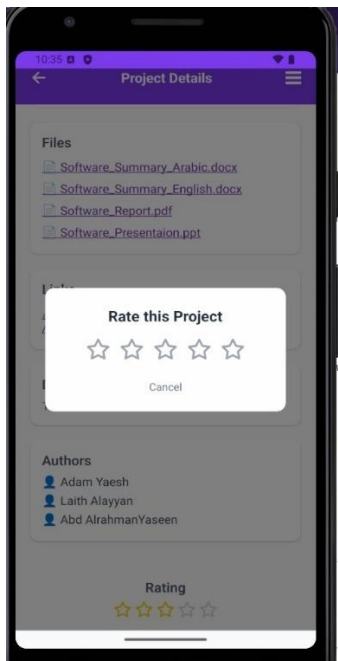 10:35
Project Details
Files
Software_Summary_Arabic.docx
Software_Summary_English.docx
Software_Report.pdf
Software_Presentaion.ppt
Rate this Project
Cancel
Authors
Adam Yaesh
Laith Alayyan
Abd AlrahmanYaseen
Rating